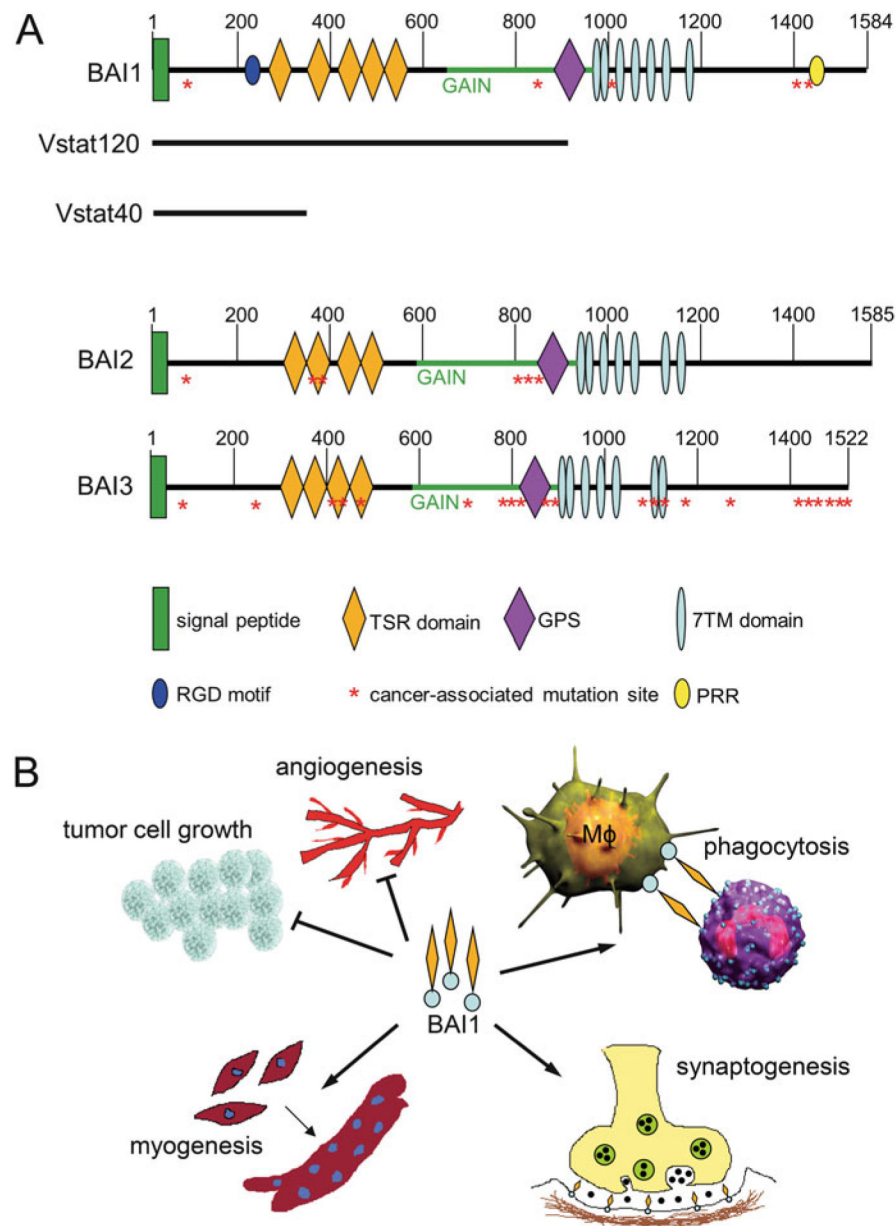 A
1 200 400 600 800 1000 1200 1400 1584
BAI1
GAIN
* * * * *
Vstat120
Vstat40
1 200 400 600 800 1000 1200 1400 1585
BAI2
GAIN
* ** ***
1 200 400 600 800 1000 1200 1400 1522
BAI3
GAIN
signal peptide TSR domain GPS 7TM domain
RGD motif * cancer-associated mutation site PRR
B
angiogenesis
tumor cell growth
Mϕ
phagocytosis
BAI1
synaptogenesis
myogenesis